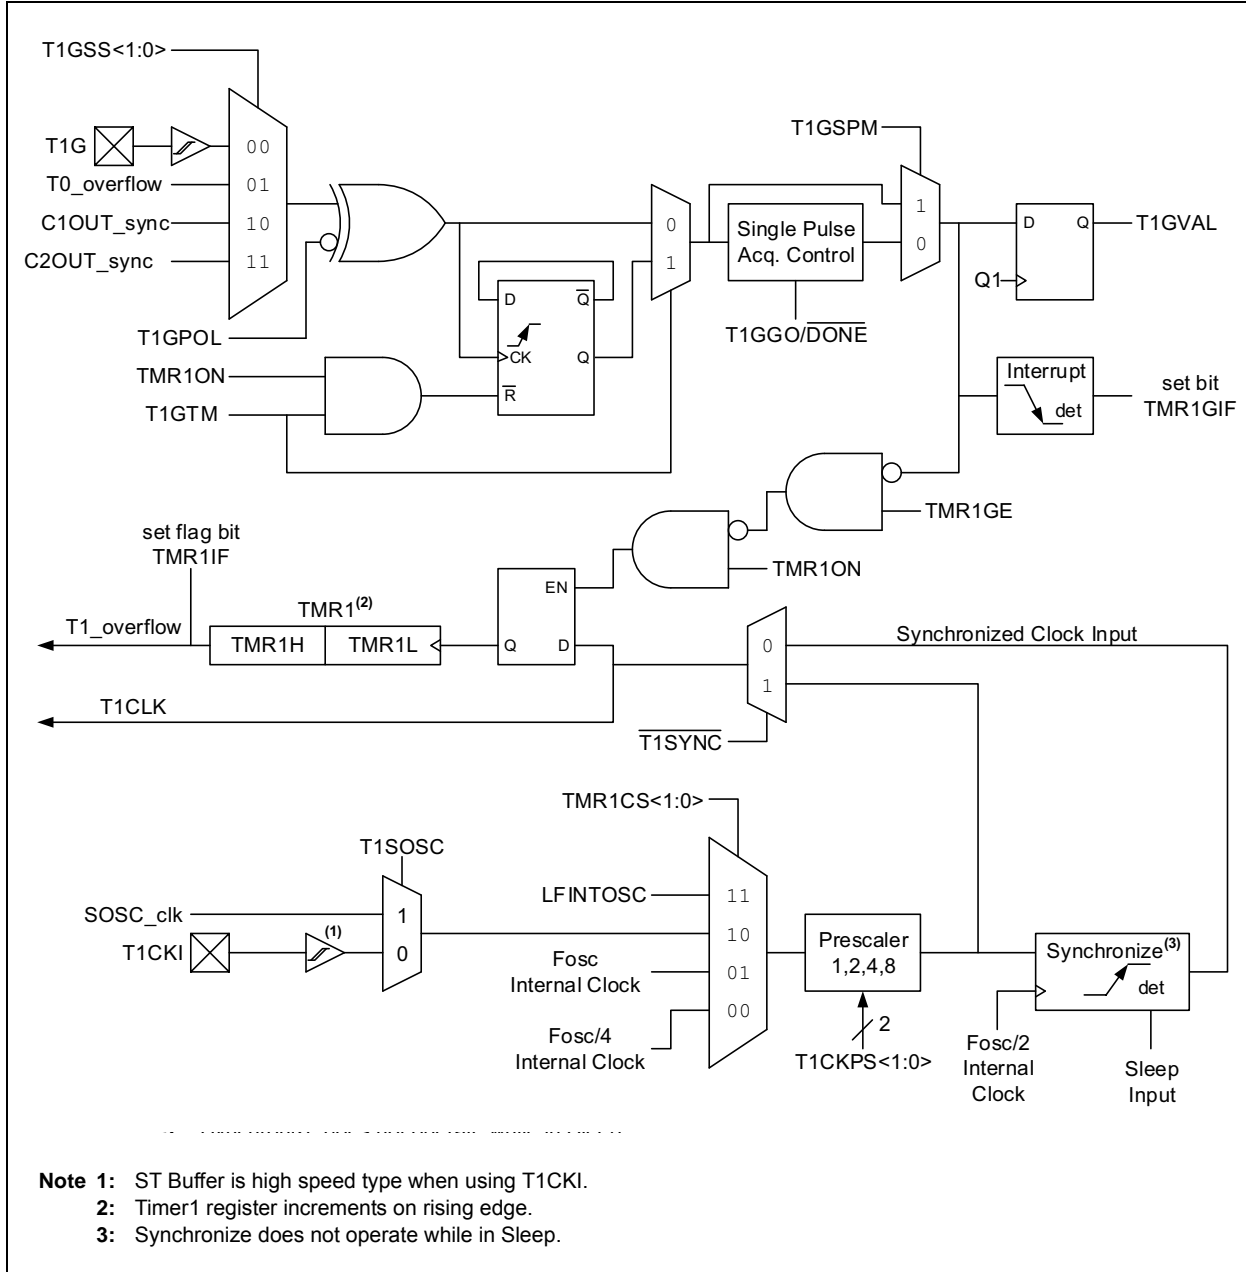 T1GSS<1:0>
T1G
00
T0_overflow
01
C1OUT_sync
10
C2OUT_sync
11
T1GPOL
TMR1ON
T1GTM
D
Q
CK
Q
R
0
1
T1GSPM
Single Pulse
Acq. Control
1
0
T1GGO/DONE
D
Q
T1GVAL
Q1
Interrupt
det
set bit
TMR1GIF
TMR1GE
TMR1ON
set flag bit
TMR1IF
T1_overflow
TMR1(2)
TMR1H
TMR1L
EN
Q
D
T1CLK
0
1
Synchronized Clock Input
T1SYNC
TMR1CS<1:0>
T1SOSC
SOSC_clk
1
T1CKI
(1)
0
LFINTOSC
11
10
Fosc
Internal Clock
01
00
Fosc/4
Internal Clock
Prescaler
1,2,4,8
2
T1CKPS<1:0>
Synchronize(3)
det
Fosc/2
Internal
Clock
Sleep
Input
Note 1: ST Buffer is high speed type when using T1CKI.
2: Timer1 register increments on rising edge.
3: Synchronize does not operate while in Sleep.